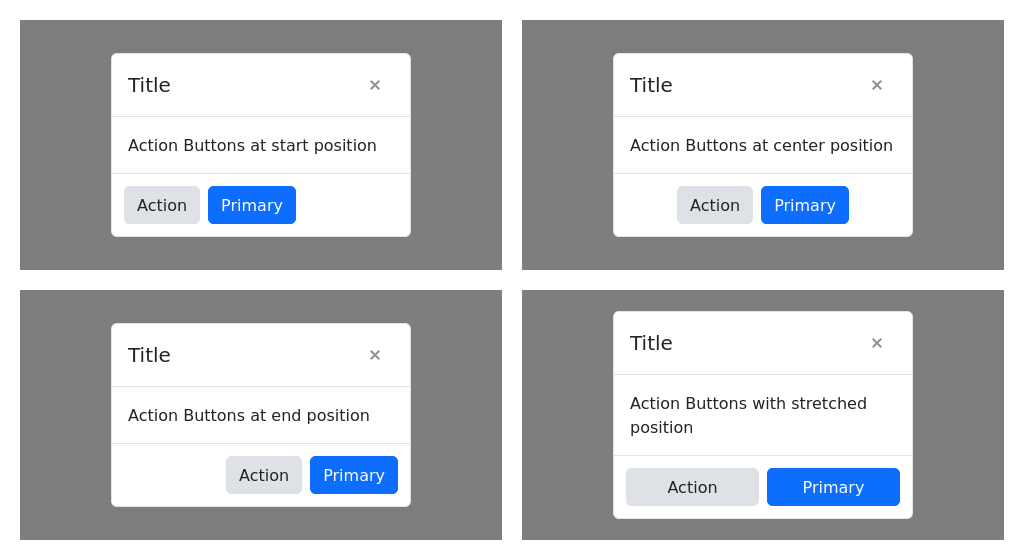 Title ×
Action Buttons at start position
Action Primary
Title ×
Action Buttons at center position
Action Primary
Title ×
Action Buttons at end position
Action Primary
Title ×
Action Buttons with stretched
position
Action Primary